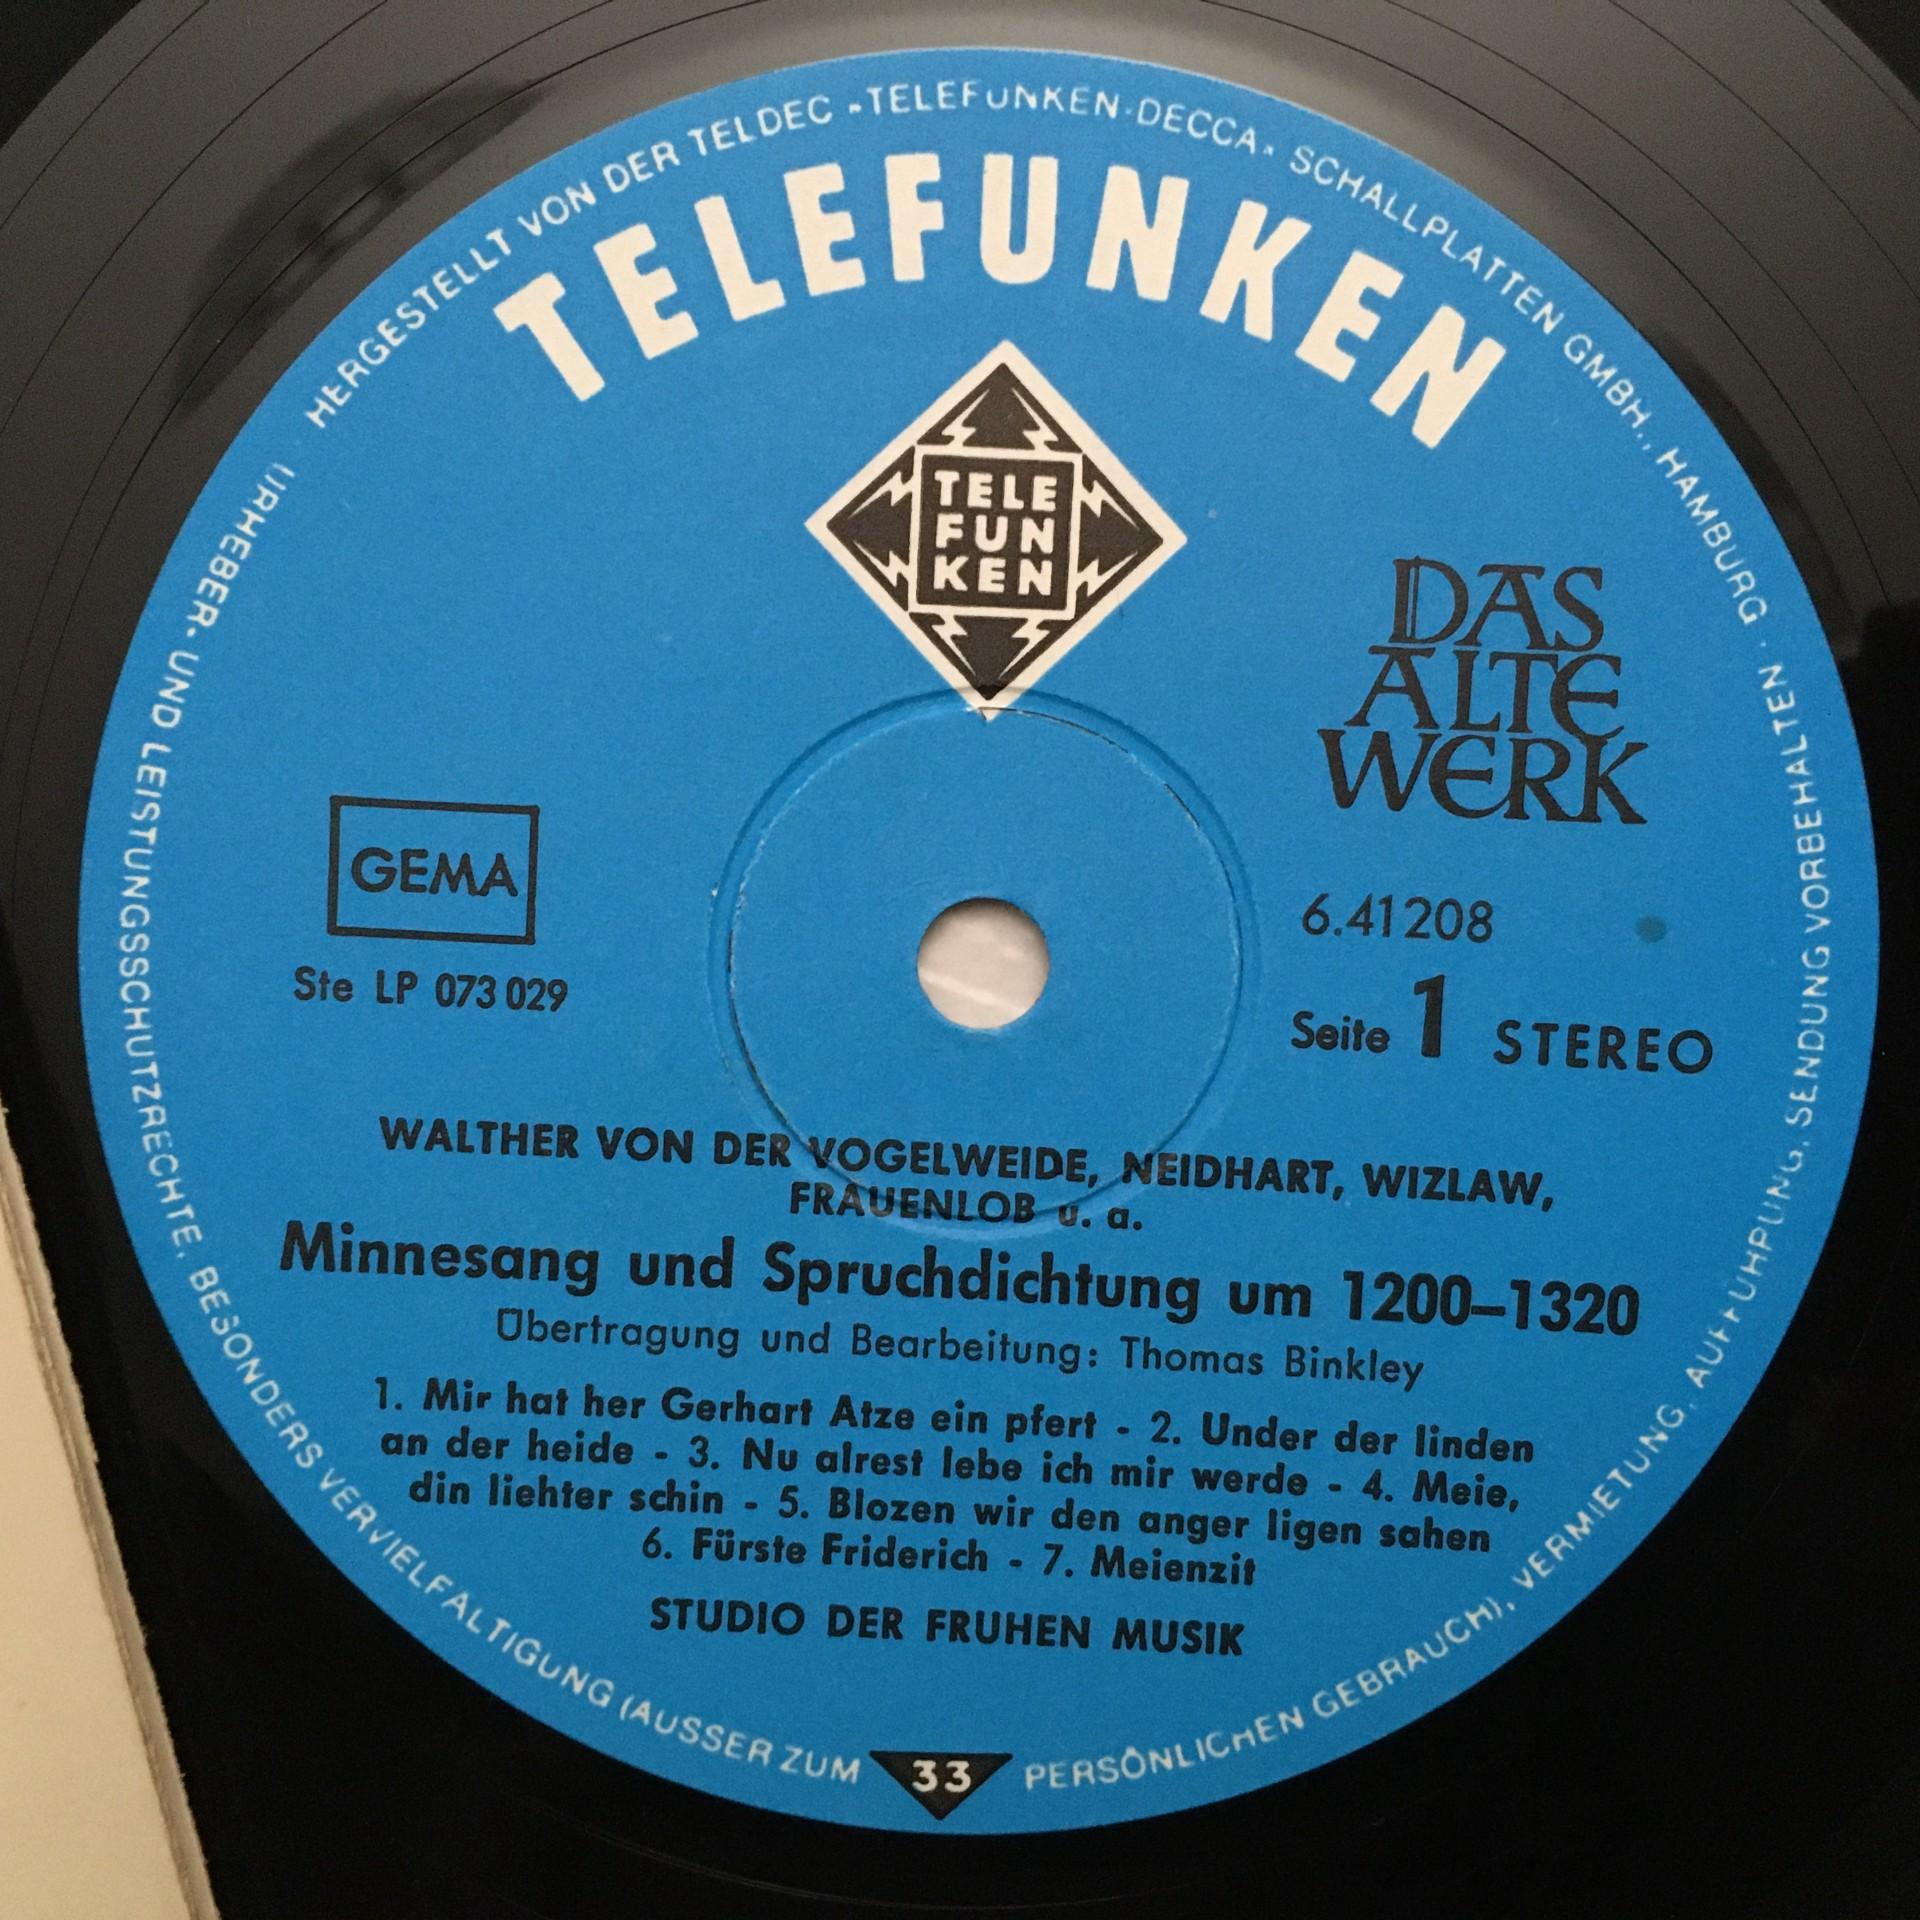 HERGESTELLT VON DER TELDEC »TELEFUNKEN-DECCA« SCHALLPLATTEN GMBH., HAMBURG · URHEBER- UND LEISTUNGSSCHUTZRECHTE, BESONDERS VERVIELFALTIGUNG (AUSSER ZUM PERSÖNLICHEN GEBRAUCH), VERMIETUNG, AUFFUHRUNG, SENDUNG VORBEHALTEN
TELEFUNKEN
TELE
FUN
KEN
DAS
ALTE
WERK
GEMA
Ste LP 073 029
6.41208
Seite 1 STEREO
WALTHER VON DER VOGELWEIDE, NEIDHART, WIZLAW,
FRAUENLOB u. a.
Minnesang und Spruchdichtung um 1200–1320
Übertragung und Bearbeitung: Thomas Binkley
1. Mir hat her Gerhart Atze ein pfert - 2. Under der linden
an der heide - 3. Nu alrest lebe ich mir werde - 4. Meie,
din liehter schin - 5. Blozen wir den anger ligen sahen
6. Fürste Friderich - 7. Meienzit
STUDIO DER FRUHEN MUSIK
33